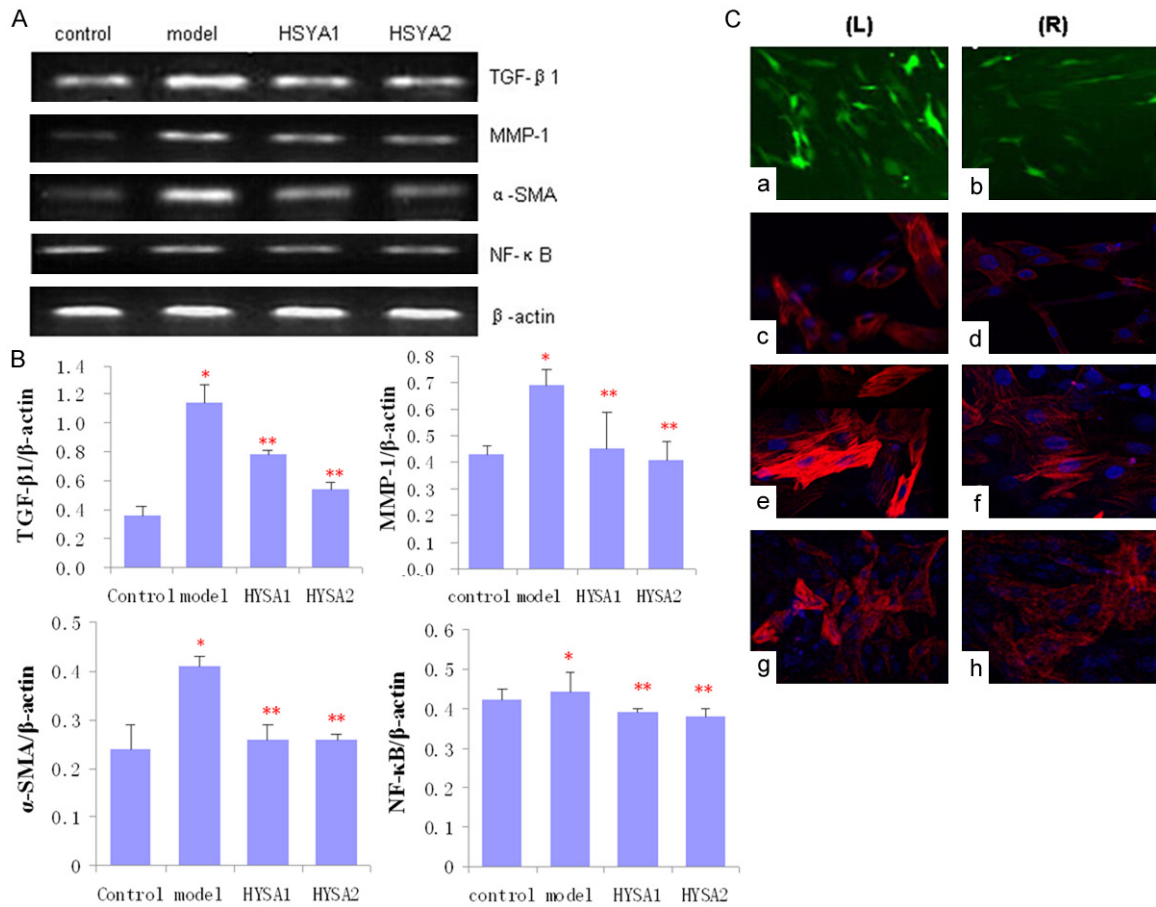 A
control model HSYA1 HSYA2
TGF-β1
MMP-1
α-SMA
NF-κB
β-actin
B
TGF-β1/β-actin
1.4
1.2
1.0
0.8
0.6
0.4
0.2
0.0
*
**
**
Control model HYSA1 HYSA2
MMP-1/β-actin
0.8
0.7
0.6
0.5
0.4
0.3
0.2
0.1
.0.0
*
**
**
control model HYSA1 HYSA2
α-SMA/β-actin
0.5
0.4
0.3
0.2
0.1
0
*
**
**
Control model HYSA1 HYSA2
NF-κB/β-actin
0.6
0.5
0.4
0.3
0.2
0.1
0
*
**
**
control model HYSA1 HYSA2
C
(L) (R)
a b
c d
e f
g h